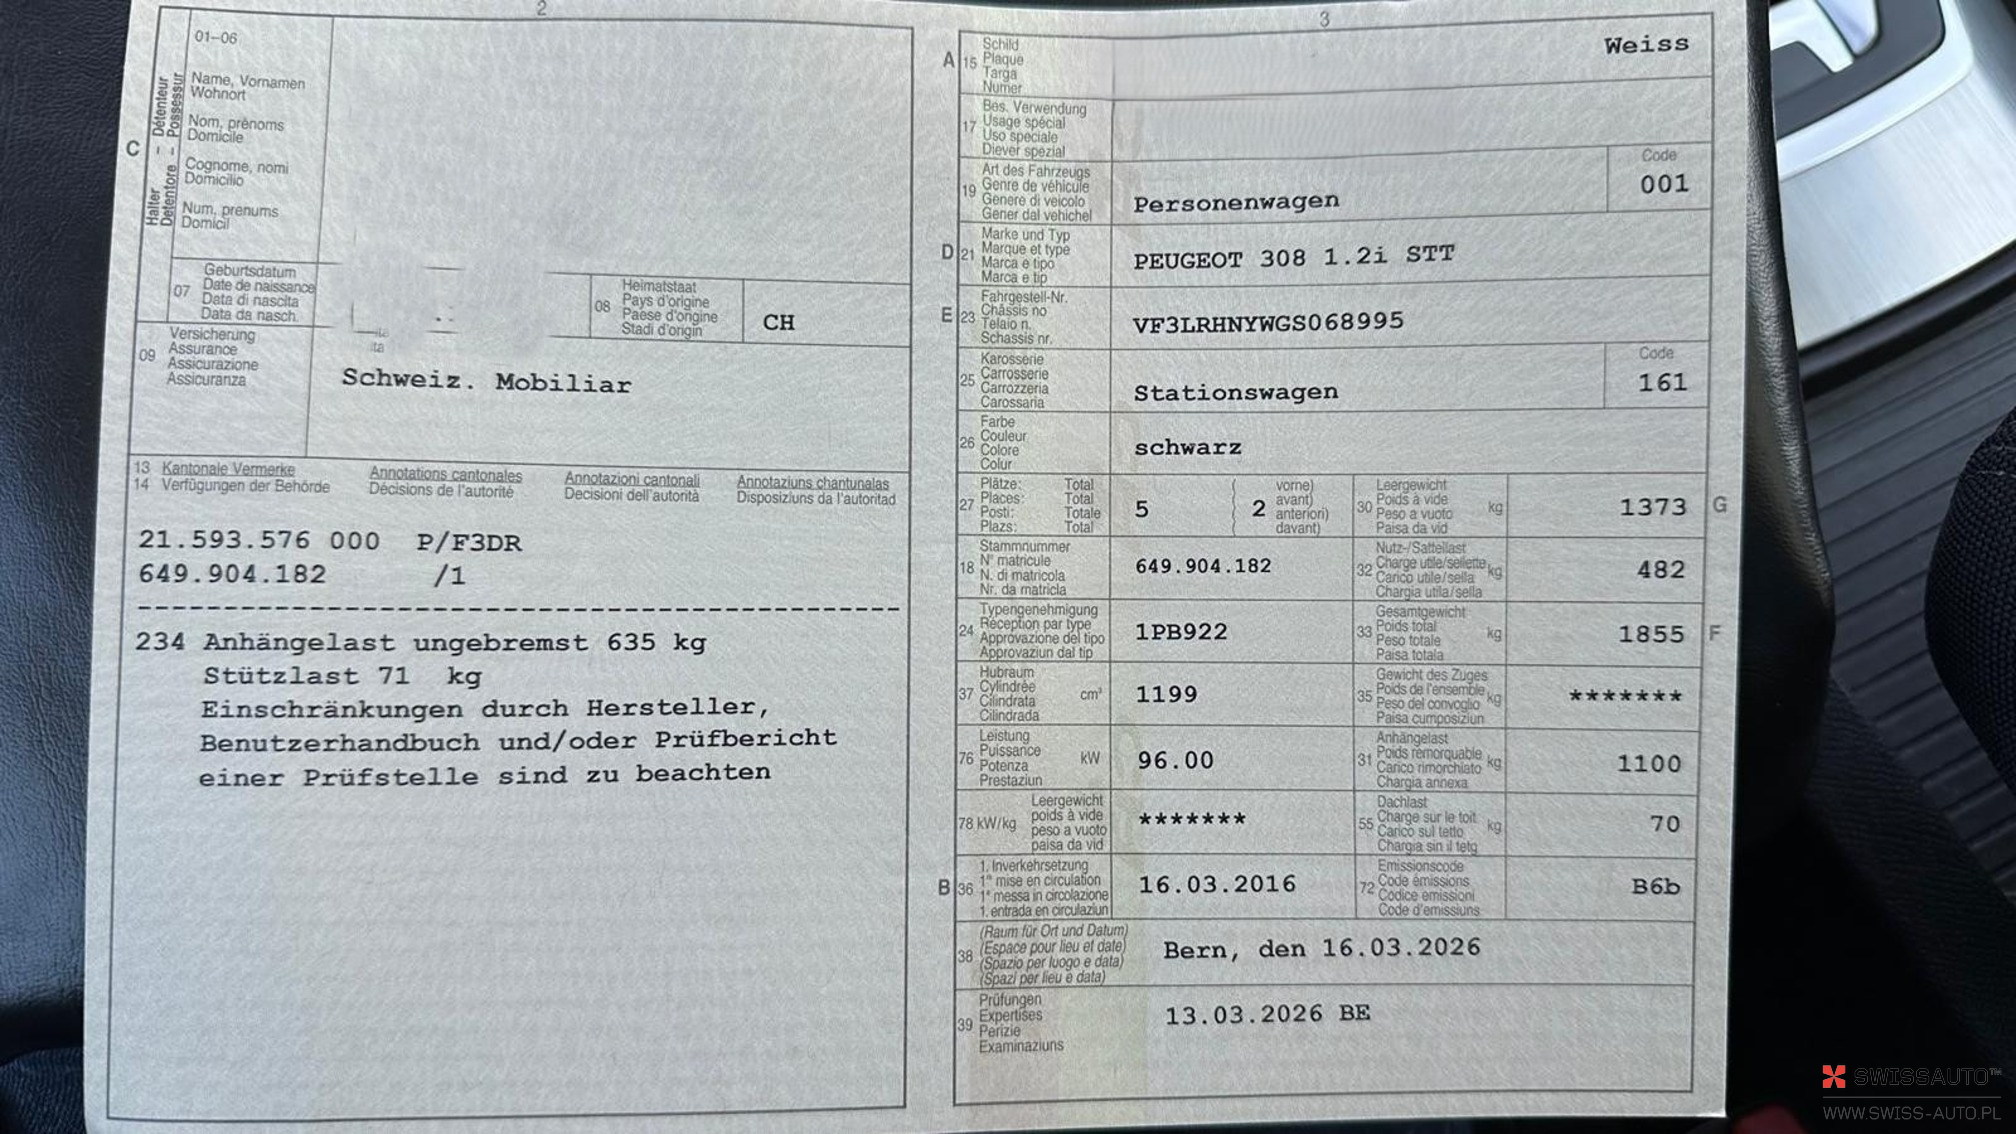 2
01–06
Name, Vornamen
Wohnort
Nom, prénoms
Domicile
Cognome, nomi
Domicilio
Num, prenums
Domicil
C
Halter – Détenteur
Detentore – Possessur
07
Geburtsdatum
Date de naissance
Data di nascita
Data da nasch.
08
Heimatstaat
Pays d'origine
Paese d'origine
Stadi d'origin
CH
09
Versicherung
Assurance
Assicurazione
Assicuranza
Schweiz. Mobiliar
13 Kantonale Vermerke Annotations cantonales Annotazioni cantonali Annotaziuns chantunalas
14 Verfügungen der Behörde Décisions de l'autorité Decisioni dell'autorità Disposiziuns da l'autoritad
21.593.576 000 P/F3DR
649.904.182 /1
234 Anhängelast ungebremst 635 kg
Stützlast 71 kg
Einschränkungen durch Hersteller,
Benutzerhandbuch und/oder Prüfbericht
einer Prüfstelle sind zu beachten
3
A 15
Schild
Plaque
Targa
Numer
Weiss
17
Bes. Verwendung
Usage spécial
Uso speciale
Diever spezial
19
Art des Fahrzeugs
Genre de véhicule
Genere di veicolo
Gener dal vehichel
Personenwagen
Code
001
D 21
Marke und Typ
Marque et type
Marca e tipo
Marca e tip
PEUGEOT 308 1.2i STT
E 23
Fahrgestell-Nr.
Châssis no
Telaio n.
Schassis nr.
VF3LRHNYWGS068995
25
Karosserie
Carrosserie
Carrozzeria
Carossaria
Stationswagen
Code
161
26
Farbe
Couleur
Colore
Colur
schwarz
27
Plätze: Total
Places: Total
Posti: Totale
Plazs: Total
5
2
( vorne)
avant)
anteriori)
( davant)
30
Leergewicht
Poids à vide
Peso a vuoto
Paisa da vid
kg
1373
G
18
Stammnummer
N° matricule
N. di matricola
Nr. da matricla
649.904.182
32
Nutz-/Sattellast
Charge utile/sellette
Carico utile/sella
Chargia utila/sella
kg
482
24
Typengenehmigung
Réception par type
Approvazione del tipo
Approvaziun dal tip
1PB922
33
Gesamtgewicht
Poids total
Peso totale
Paisa totala
kg
1855
F
37
Hubraum
Cylindrée
Cilindrata
Cilindrada
cm³
1199
35
Gewicht des Zuges
Poids de l'ensemble
Peso del convoglio
Paisa cumposiziun
kg
*******
76
Leistung
Puissance
Potenza
Prestaziun
kW
96.00
31
Anhängelast
Poids remorquable
Carico rimorchiato
Chargia annexa
kg
1100
78 kW/kg
Leergewicht
poids à vide
peso a vuoto
paisa da vid
*******
55
Dachlast
Charge sur le toit
Carico sul tetto
Chargia sin il tetg
kg
70
B 36
1. Inverkehrsetzung
1ᵉ mise en circulation
1ᵃ messa in circolazione
1. entrada en circulaziun
16.03.2016
72
Emissionscode
Code émissions
Codice emissioni
Code d'emissiuns
B6b
38
(Raum für Ort und Datum)
(Espace pour lieu et date)
(Spazio per luogo e data)
(Spazi per lieu e data)
Bern, den 16.03.2026
39
Prüfungen
Expertises
Perizie
Examinaziuns
13.03.2026 BE
SWISSAUTO™
WWW.SWISS-AUTO.PL